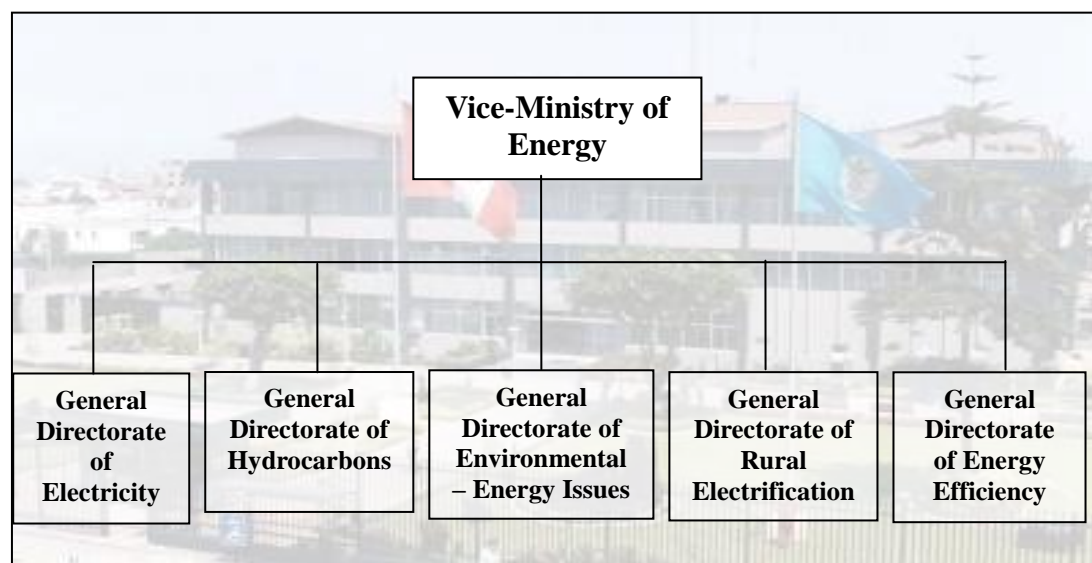 Vice-Ministry of
Energy
General
Directorate
of
Electricity
General
Directorate of
Hydrocarbons
General
Directorate of
Environmental
– Energy Issues
General
Directorate of
Rural
Electrification
General
Directorate
of Energy
Efficiency